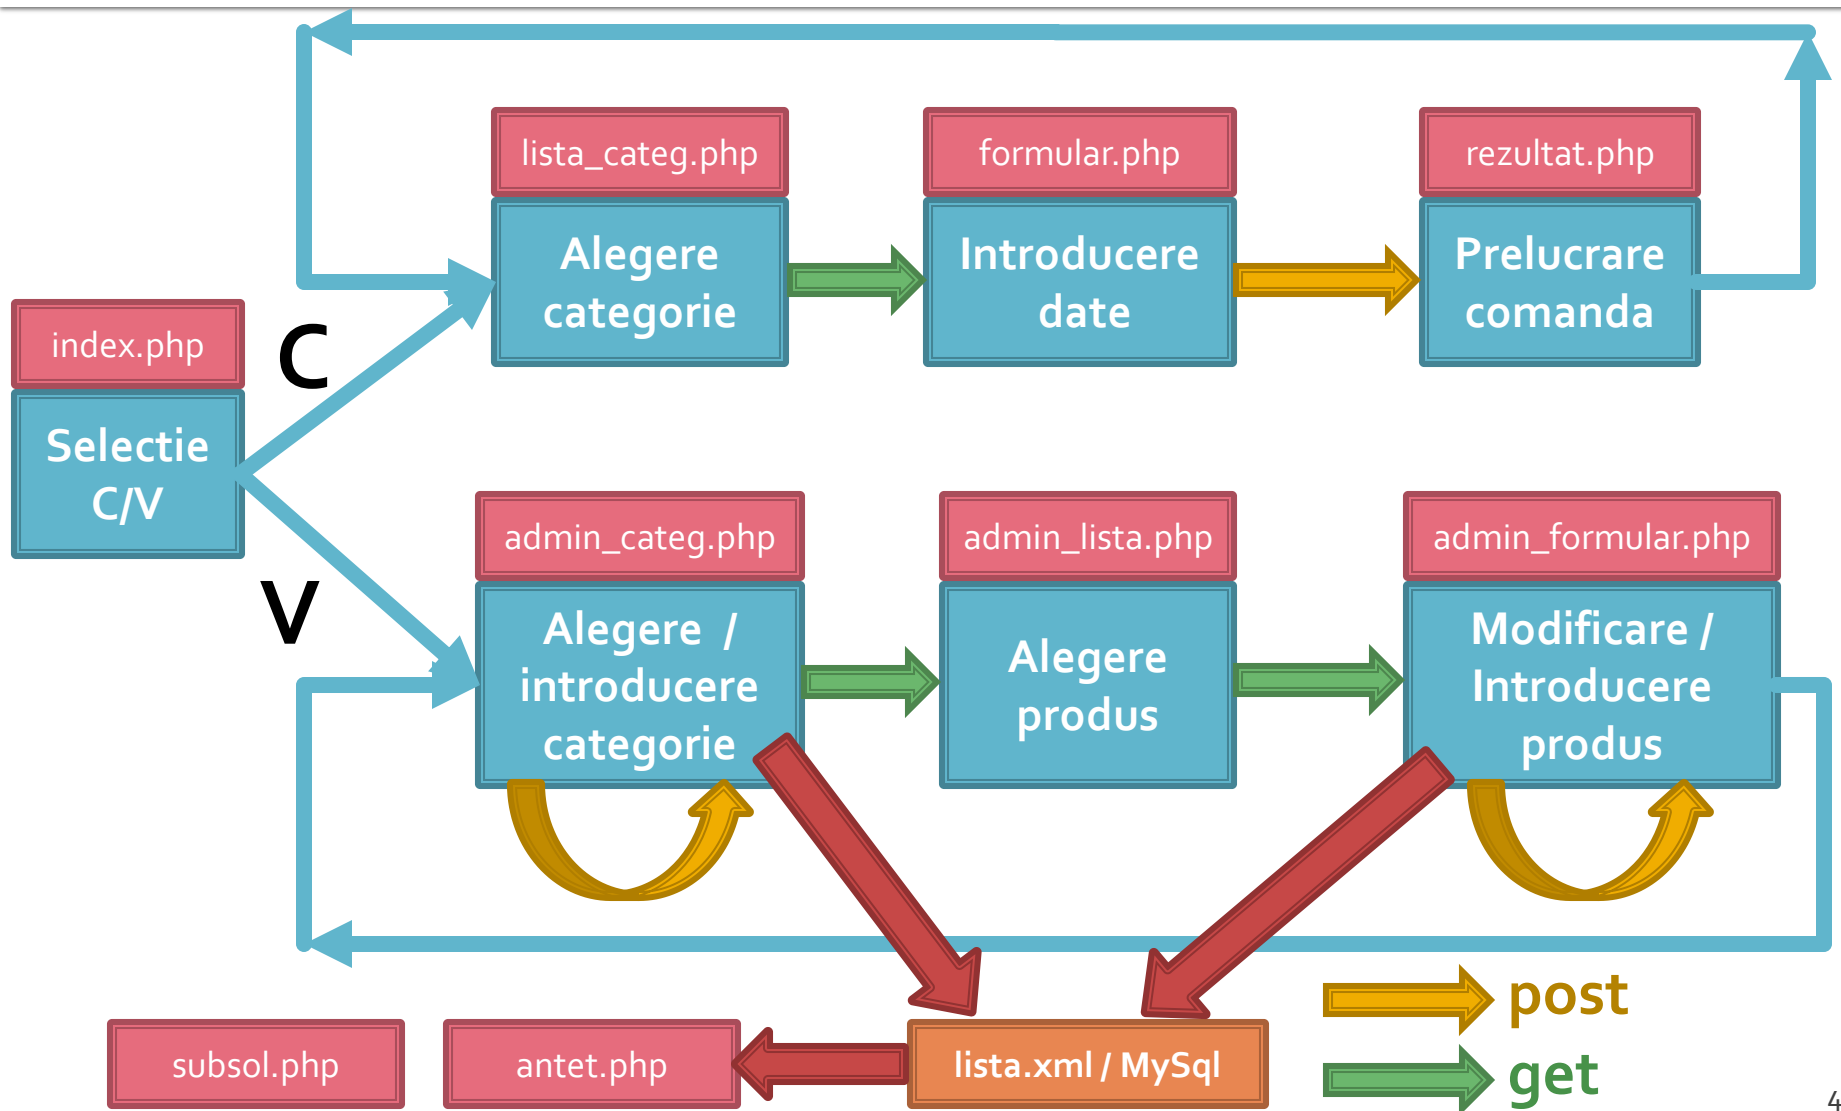 lista_categ.php
formular.php
rezultat.php
Alegere
categorie
Introducere
date
Prelucrare
comanda
index.php
C
Selectie
C/V
V
admin_categ.php
admin_lista.php
admin_formular.php
Alegere /
introducere
categorie
Alegere
produs
Modificare /
Introducere
produs
post
subsol.php
antet.php
lista.xml / MySql
get
4